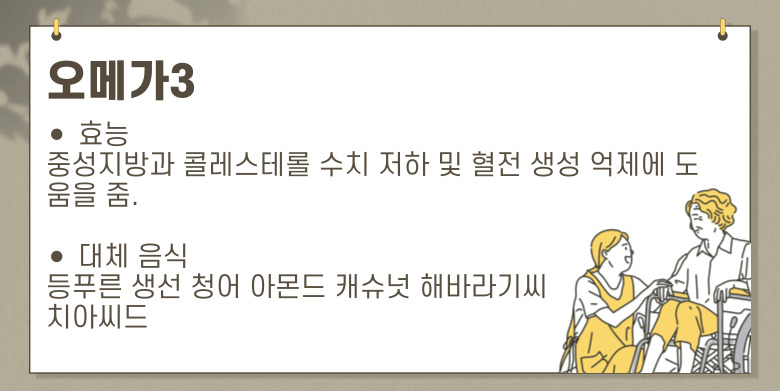 오메가3
• 효능
중성지방과 콜레스테롤 수치 저하 및 혈전 생성 억제에 도
움을 줌.
• 대체 음식
등푸른 생선 청어 아몬드 캐슈넛 해바라기씨
치아씨드